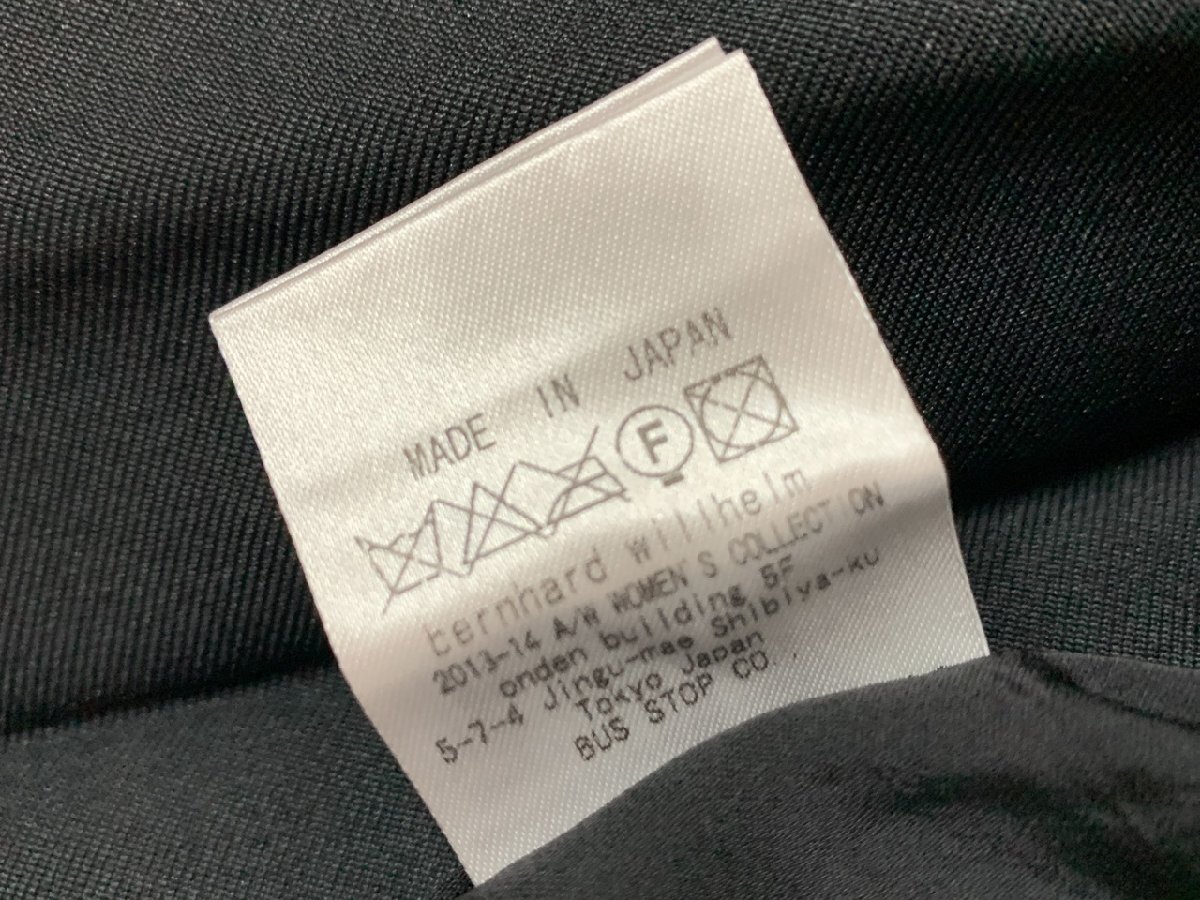 MADE IN JAPAN
F
bernhard willhelm
2013-14 A/W WOMEN'S COLLECTION
onden building 5F
5-7-4 Jingu-mae Shibiya-ku
Tokyo Japan
BUS STOP CO.